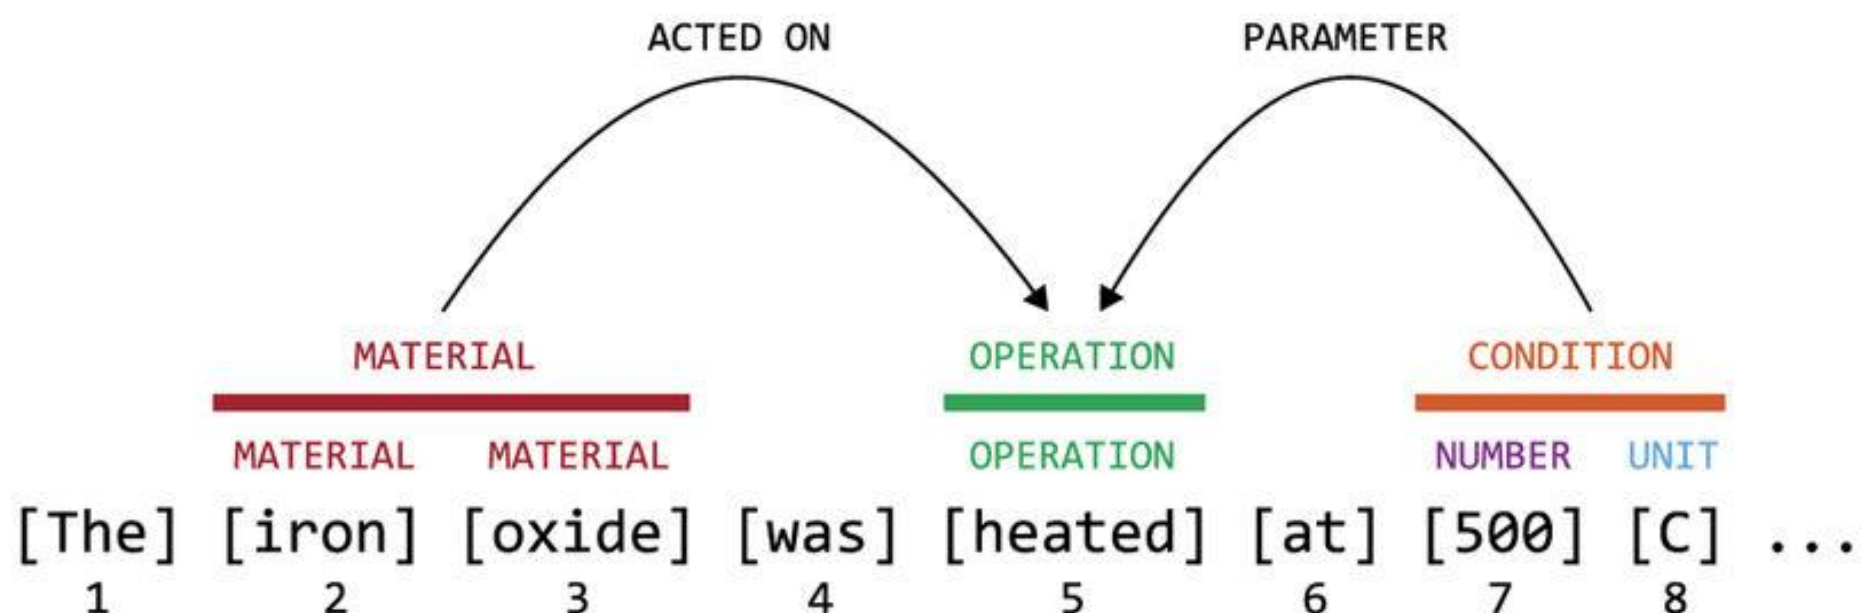 ACTED ON PARAMETER
MATERIAL OPERATION CONDITION
MATERIAL MATERIAL OPERATION NUMBER UNIT
[The] [iron] [oxide] [was] [heated] [at] [500] [C] ...
1 2 3 4 5 6 7 8